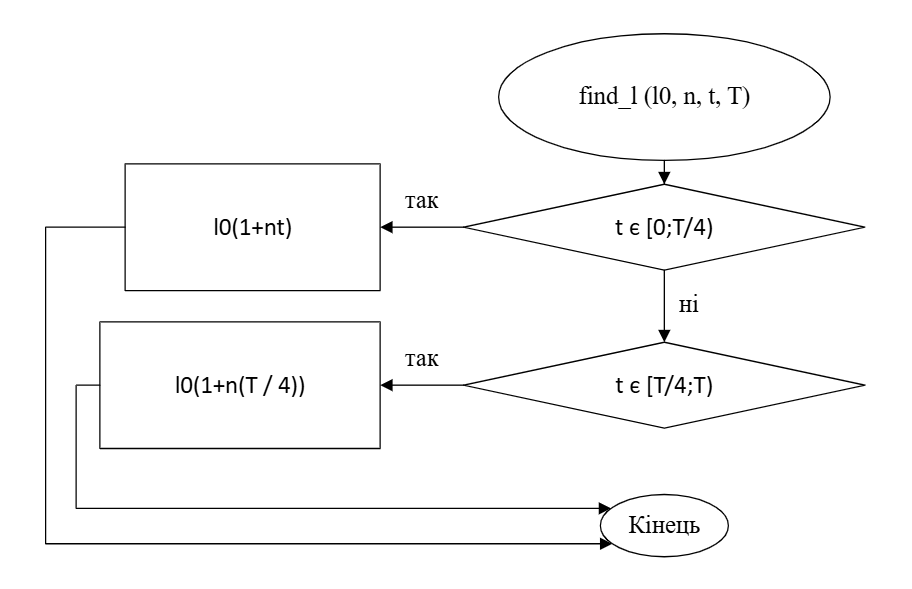 find_l (l0, n, t, T)
t є [0;T/4)
так
l0(1+nt)
ні
t є [T/4;T)
так
l0(1+n(T / 4))
Кінець